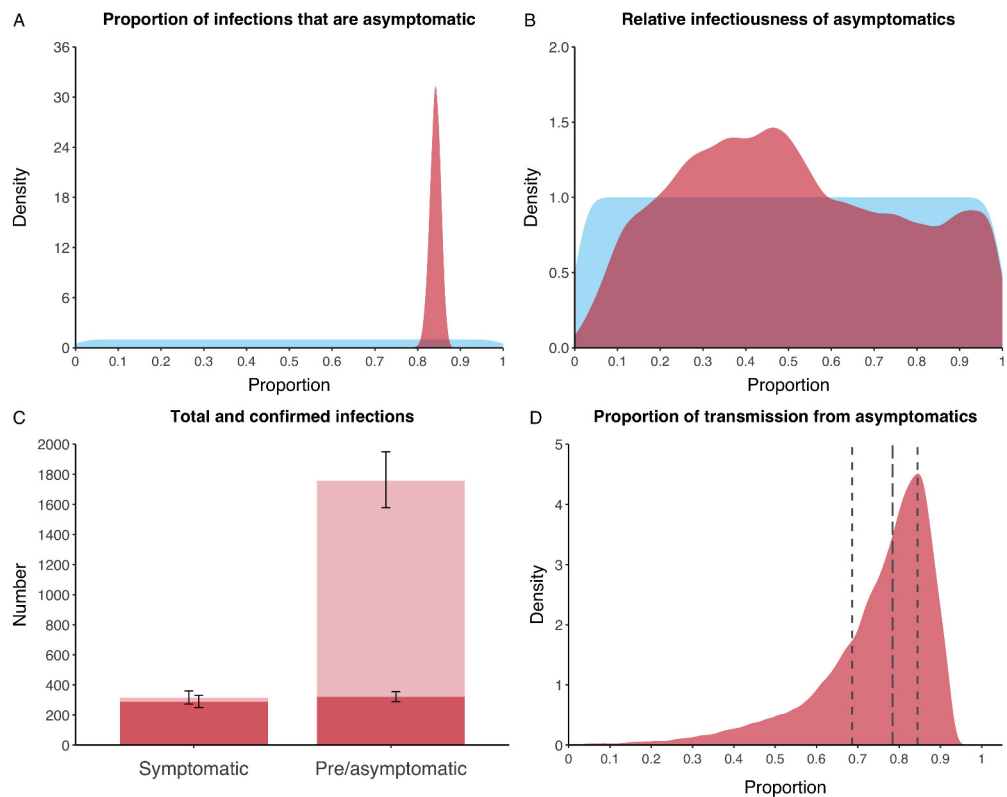 A
Proportion of infections that are asymptomatic
36
30
24
18
12
6
0
Density
0 0.1 0.2 0.3 0.4 0.5 0.6 0.7 0.8 0.9 1
Proportion
B
Relative infectiousness of asymptomatics
2.0
1.5
1.0
0.5
0.0
Density
0 0.1 0.2 0.3 0.4 0.5 0.6 0.7 0.8 0.9 1
Proportion
C
Total and confirmed infections
2000
1800
1600
1400
1200
1000
800
600
400
200
0
Number
Symptomatic Pre/asymptomatic
D
Proportion of transmission from asymptomatics
5
4
3
2
1
0
Density
0 0.1 0.2 0.3 0.4 0.5 0.6 0.7 0.8 0.9 1
Proportion